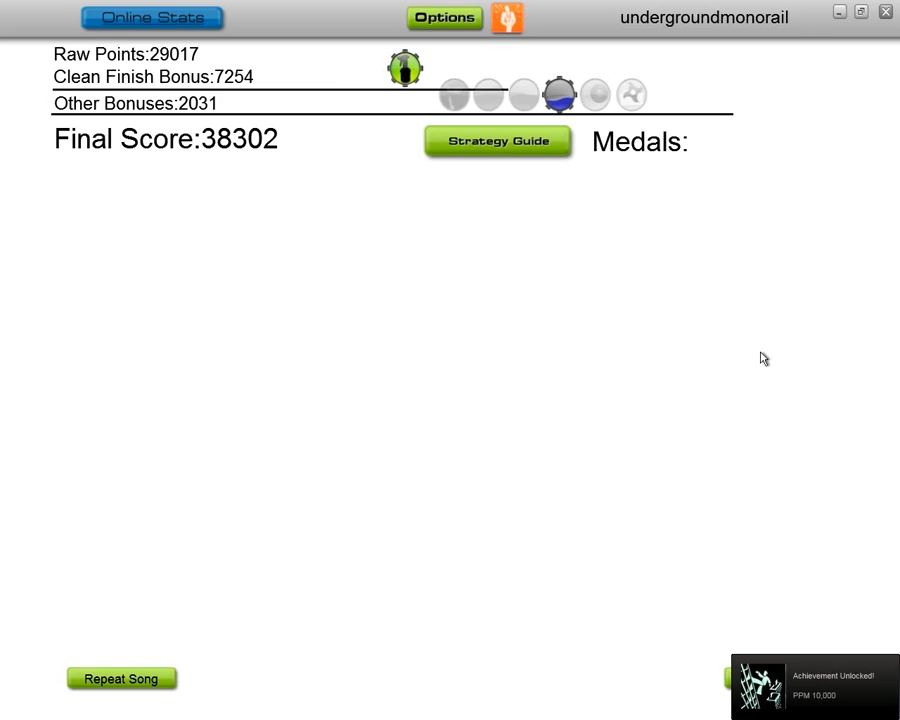 Online Stats
Options
undergroundmonorail
Raw Points:29017
Clean Finish Bonus:7254
Other Bonuses:2031
Final Score:38302
Strategy Guide
Medals:
Repeat Song
Achievement Unlocked!
PPM 10,000